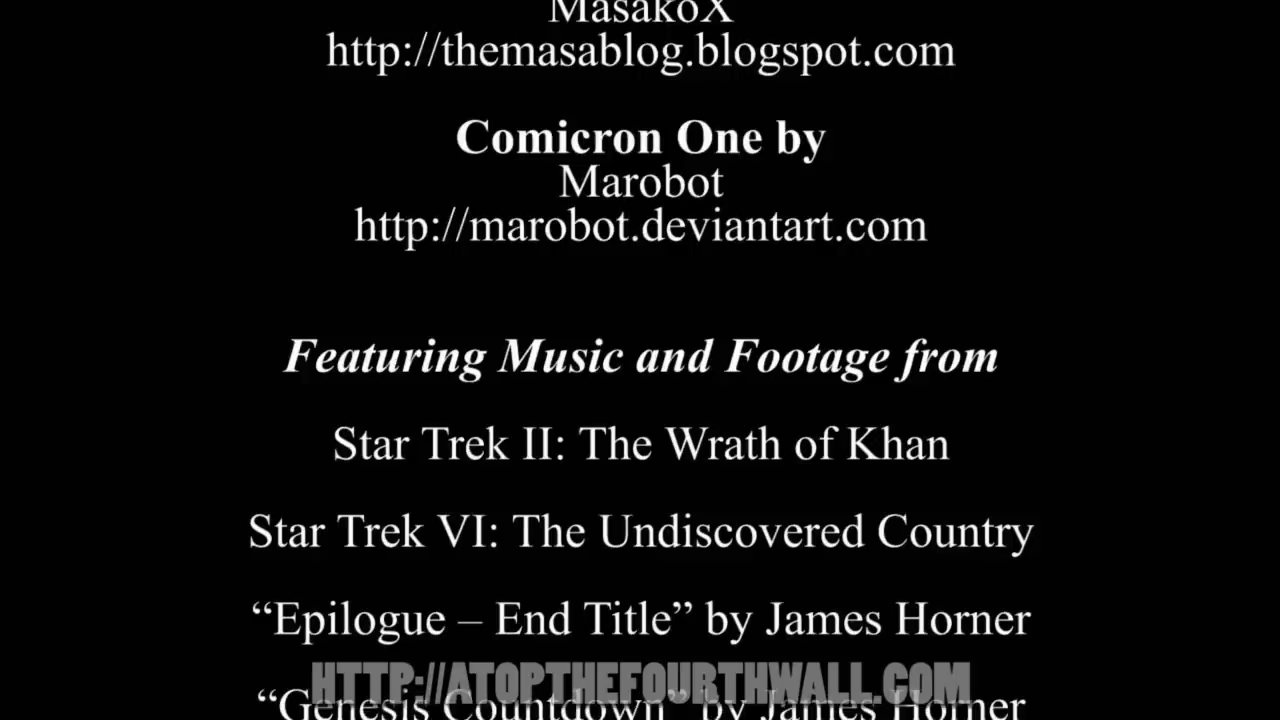 MasakoX
http://themasablog.blogspot.com
Comicron One by
Marobot
http://marobot.deviantart.com
Featuring Music and Footage from
Star Trek II: The Wrath of Khan
Star Trek VI: The Undiscovered Country
“Epilogue – End Title” by James Horner
HTTP://ATOPTHEFOURTHWALL.COM
“Genesis Countdown” by James Horner